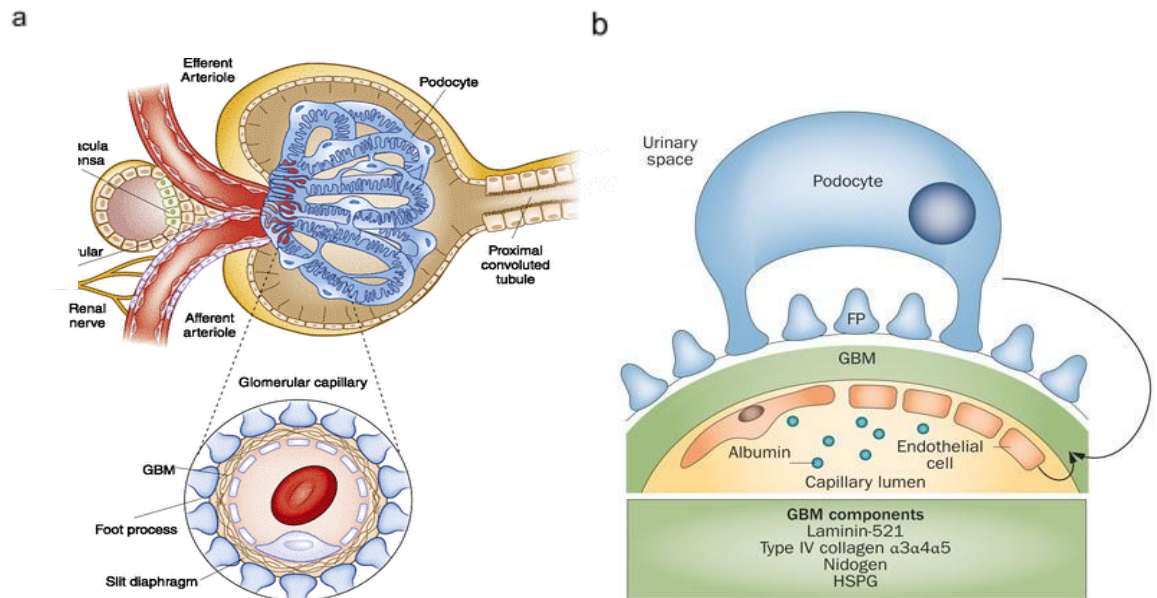 a
Efferent
Arteriole
Podocyte
acula
ensa
Proximal
convoluted
tubule
ular
Renal
nerve
Afferent
arteriole
Glomerular capillary
GBM
Foot process
Slit diaphragm
b
Urinary
space
Podocyte
FP
GBM
Albumin
Endothelial
cell
Capillary lumen
GBM components
Laminin-521
Type IV collagen α3α4α5
Nidogen
HSPG